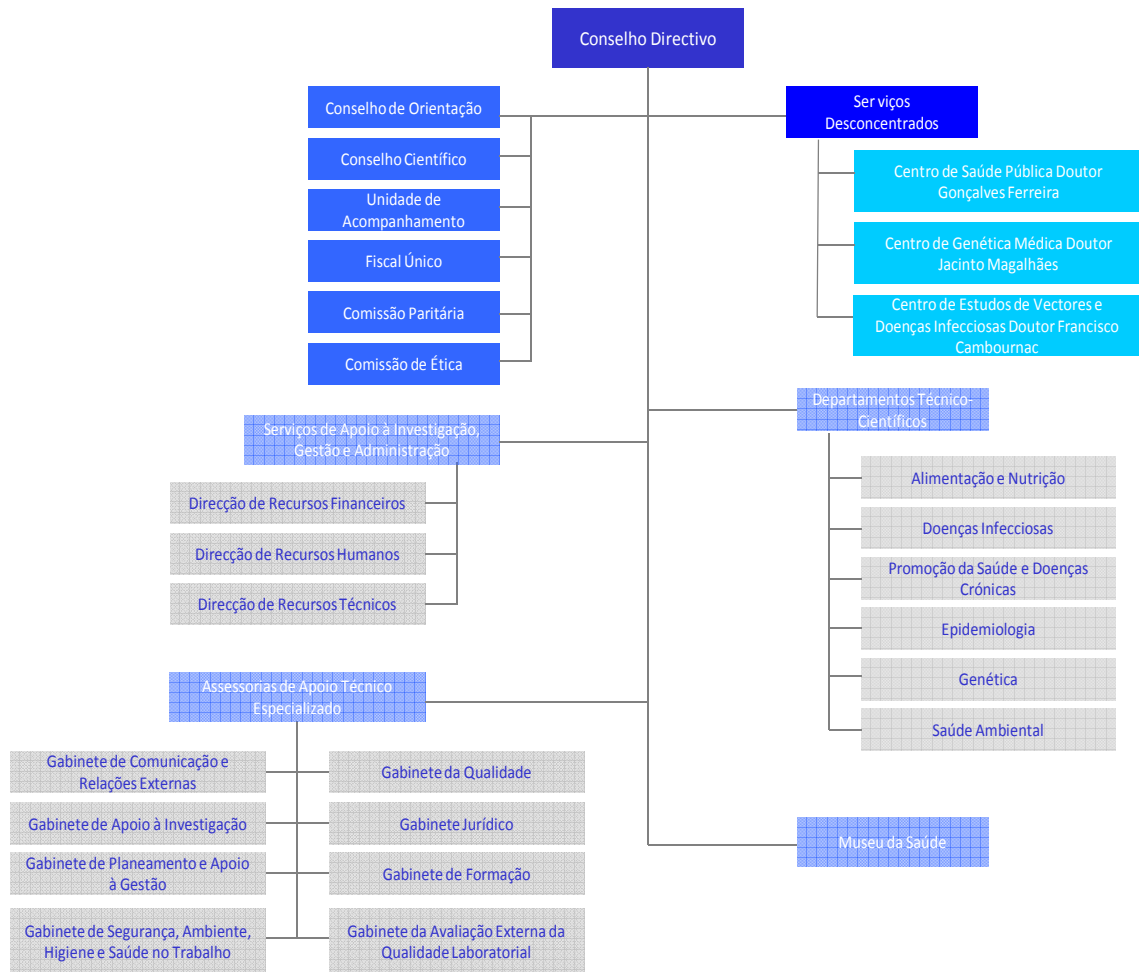 Conselho Directivo
Conselho de Orientação
Conselho Científico
Unidade de
Acompanhamento
Fiscal Único
Comissão Paritária
Comissão de Ética
Ser viços
Desconcentrados
Centro de Saúde Pública Doutor
Gonçalves Ferreira
Centro de Genética Médica Doutor
Jacinto Magalhães
Centro de Estudos de Vectores e
Doenças Infecciosas Doutor Francisco
Cambournac
Serviços de Apoio à Investigação,
Gestão e Administração
Direcção de Recursos Financeiros
Direcção de Recursos Humanos
Direcção de Recursos Técnicos
Departamentos Técnico-
Científicos
Alimentação e Nutrição
Doenças Infecciosas
Promoção da Saúde e Doenças
Crónicas
Epidemiologia
Genética
Saúde Ambiental
Assessorias de Apoio Técnico
Especializado
Gabinete de Comunicação e
Relações Externas
Gabinete da Qualidade
Gabinete de Apoio à Investigação
Gabinete Jurídico
Gabinete de Planeamento e Apoio
à Gestão
Gabinete de Formação
Gabinete de Segurança, Ambiente,
Higiene e Saúde no Trabalho
Gabinete da Avaliação Externa da
Qualidade Laboratorial
Museu da Saúde